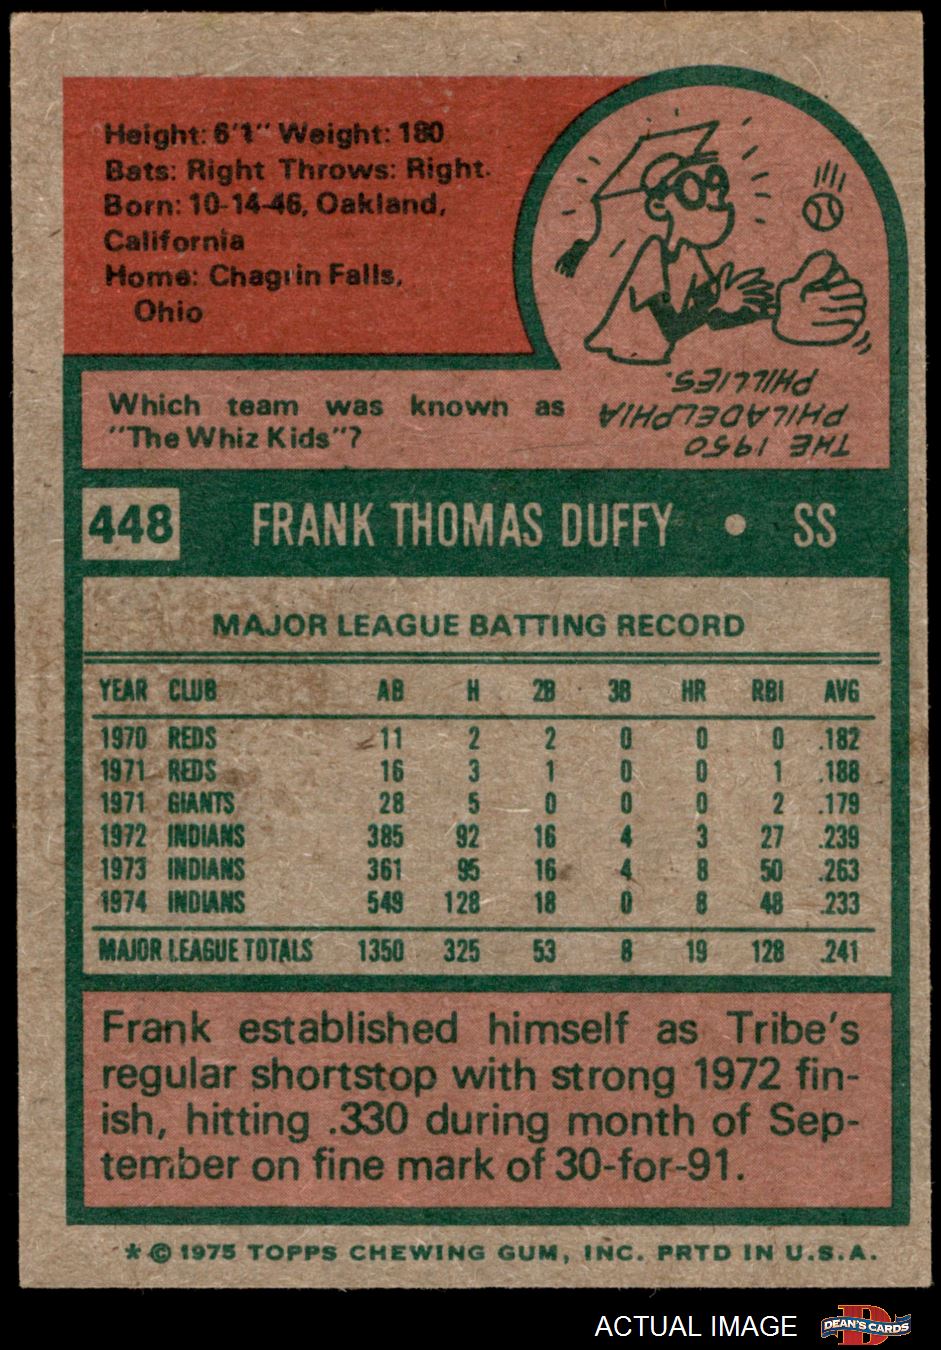 Height: 6'1" Weight: 180
Bats: Right Throws: Right.
Born: 10-14-46, Oakland,
California
Home: Chagrin Falls,
Ohio
Which team was known as
"The Whiz Kids"?
THE 1950
PHILADELPHIA
PHILLIES.
448 FRANK THOMAS DUFFY • SS
MAJOR LEAGUE BATTING RECORD
YEAR CLUB AB H 2B 3B HR RBI AVG
1970 REDS 11 2 2 0 0 0 .182
1971 REDS 16 3 1 0 0 1 .188
1971 GIANTS 28 5 0 0 0 2 .179
1972 INDIANS 385 92 16 4 3 27 .239
1973 INDIANS 361 95 16 4 8 50 .263
1974 INDIANS 549 128 18 0 8 48 .233
MAJOR LEAGUE TOTALS 1350 325 53 8 19 128 .241
Frank established himself as Tribe's
regular shortstop with strong 1972 fin-
ish, hitting .330 during month of Sep-
tember on fine mark of 30-for-91.
* © 1975 TOPPS CHEWING GUM, INC. PRTD IN U.S.A.
ACTUAL IMAGE
D
DEAN'S CARDS